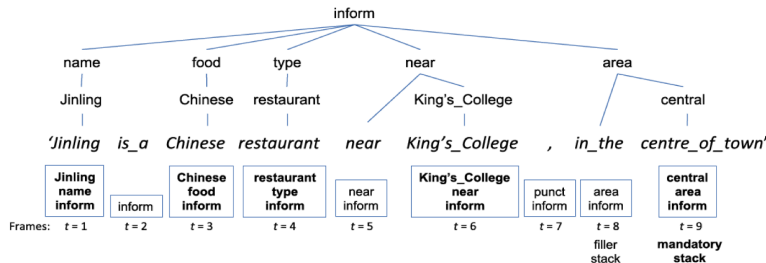 inform
name food type near area
Jinling Chinese restaurant King's_College central
'Jinling is_a Chinese restaurant near King's_College , in_the centre_of_town'
Jinling Chinese restaurant King's_College central
name food type near near punct area area
inform inform inform inform inform inform inform inform inform
Frames: t = 1 t = 2 t = 3 t = 4 t = 5 t = 6 t = 7 t = 8 t = 9
filler mandatory
stack stack